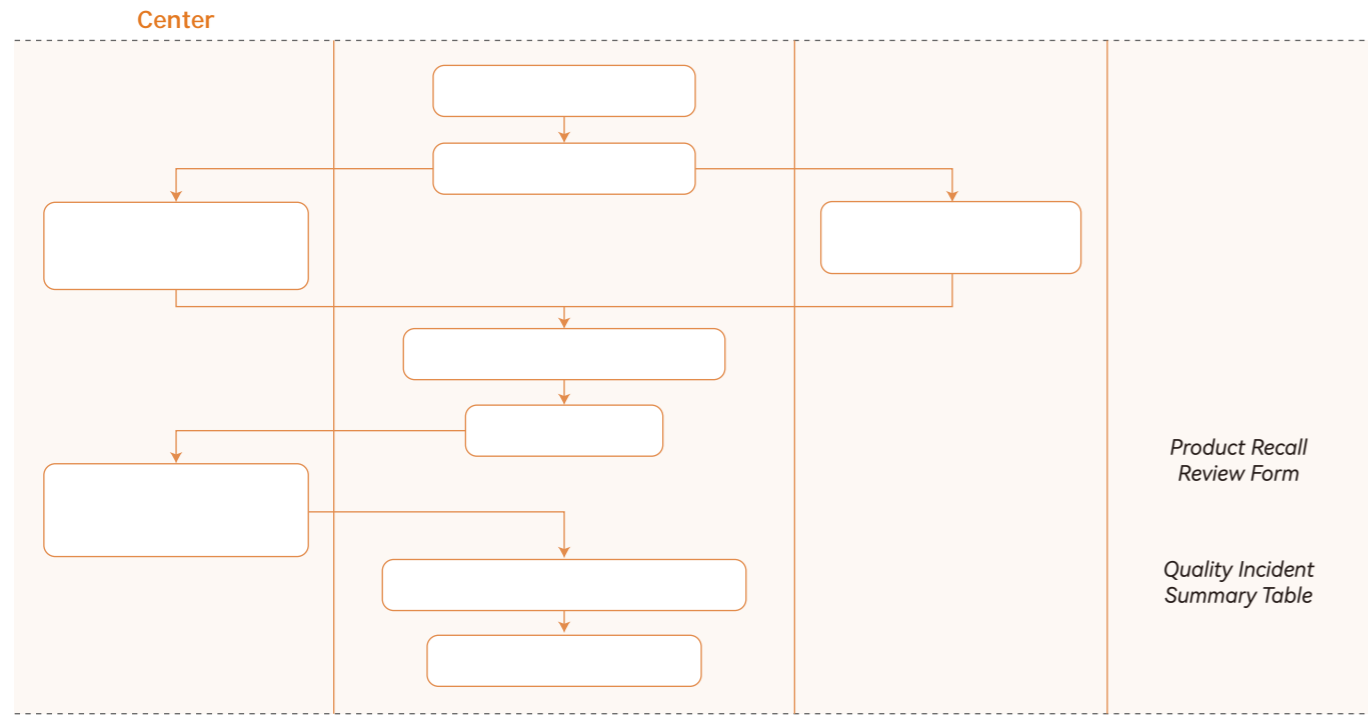 Center
Product Recall
Review Form
Quality Incident
Summary Table